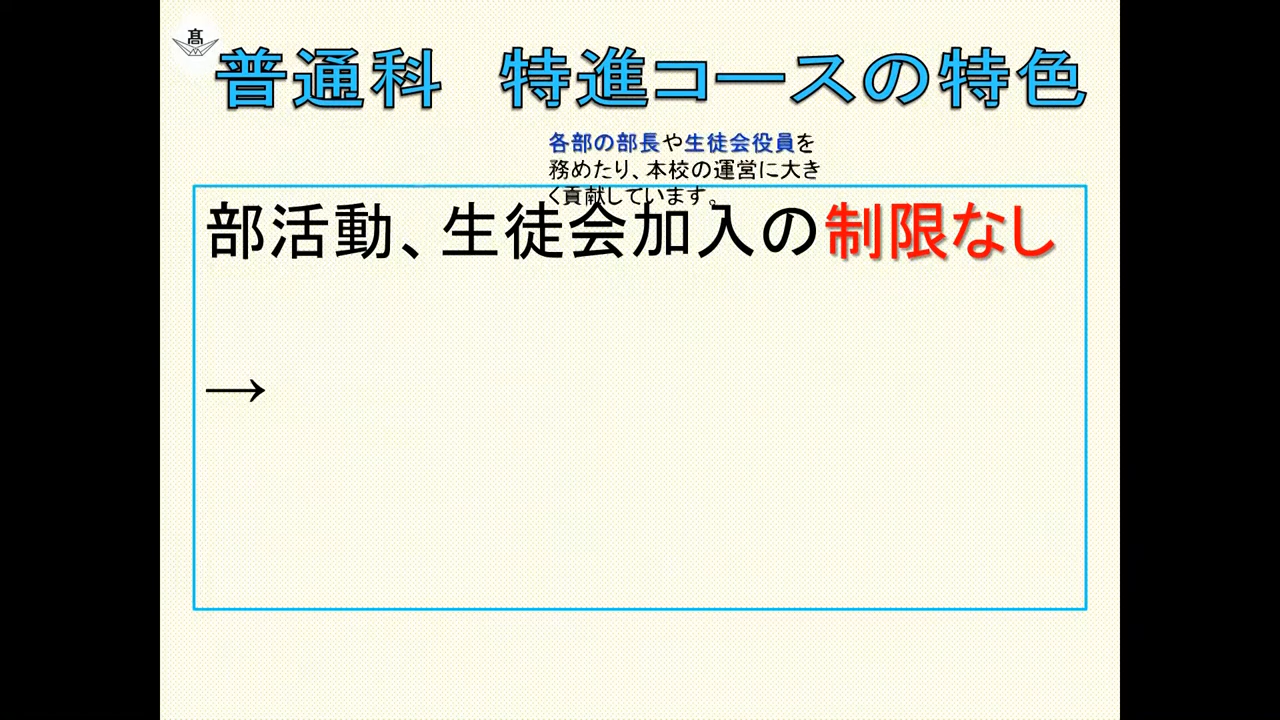 髙
普通科　特進コースの特色
各部の部長や生徒会役員を
務めたり、本校の運営に大き
く貢献しています。
部活動、生徒会加入の制限なし
→